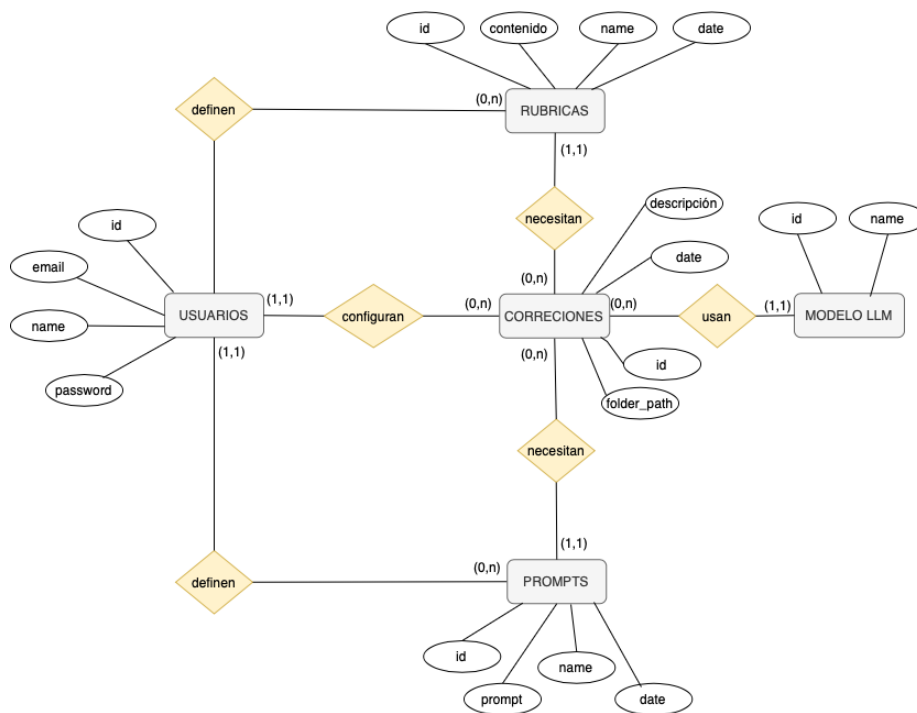 id
contenido
name
date
definen
(0,n)
RUBRICAS
(1,1)
necesitan
descripción
id
name
id
date
email
(0,n)
USUARIOS
(1,1)
configuran
(0,n)
CORRECIONES
(0,n)
usan
(1,1)
MODELO LLM
name
(1,1)
(0,n)
id
password
folder_path
necesitan
(1,1)
definen
(0,n)
PROMPTS
id
name
prompt
date